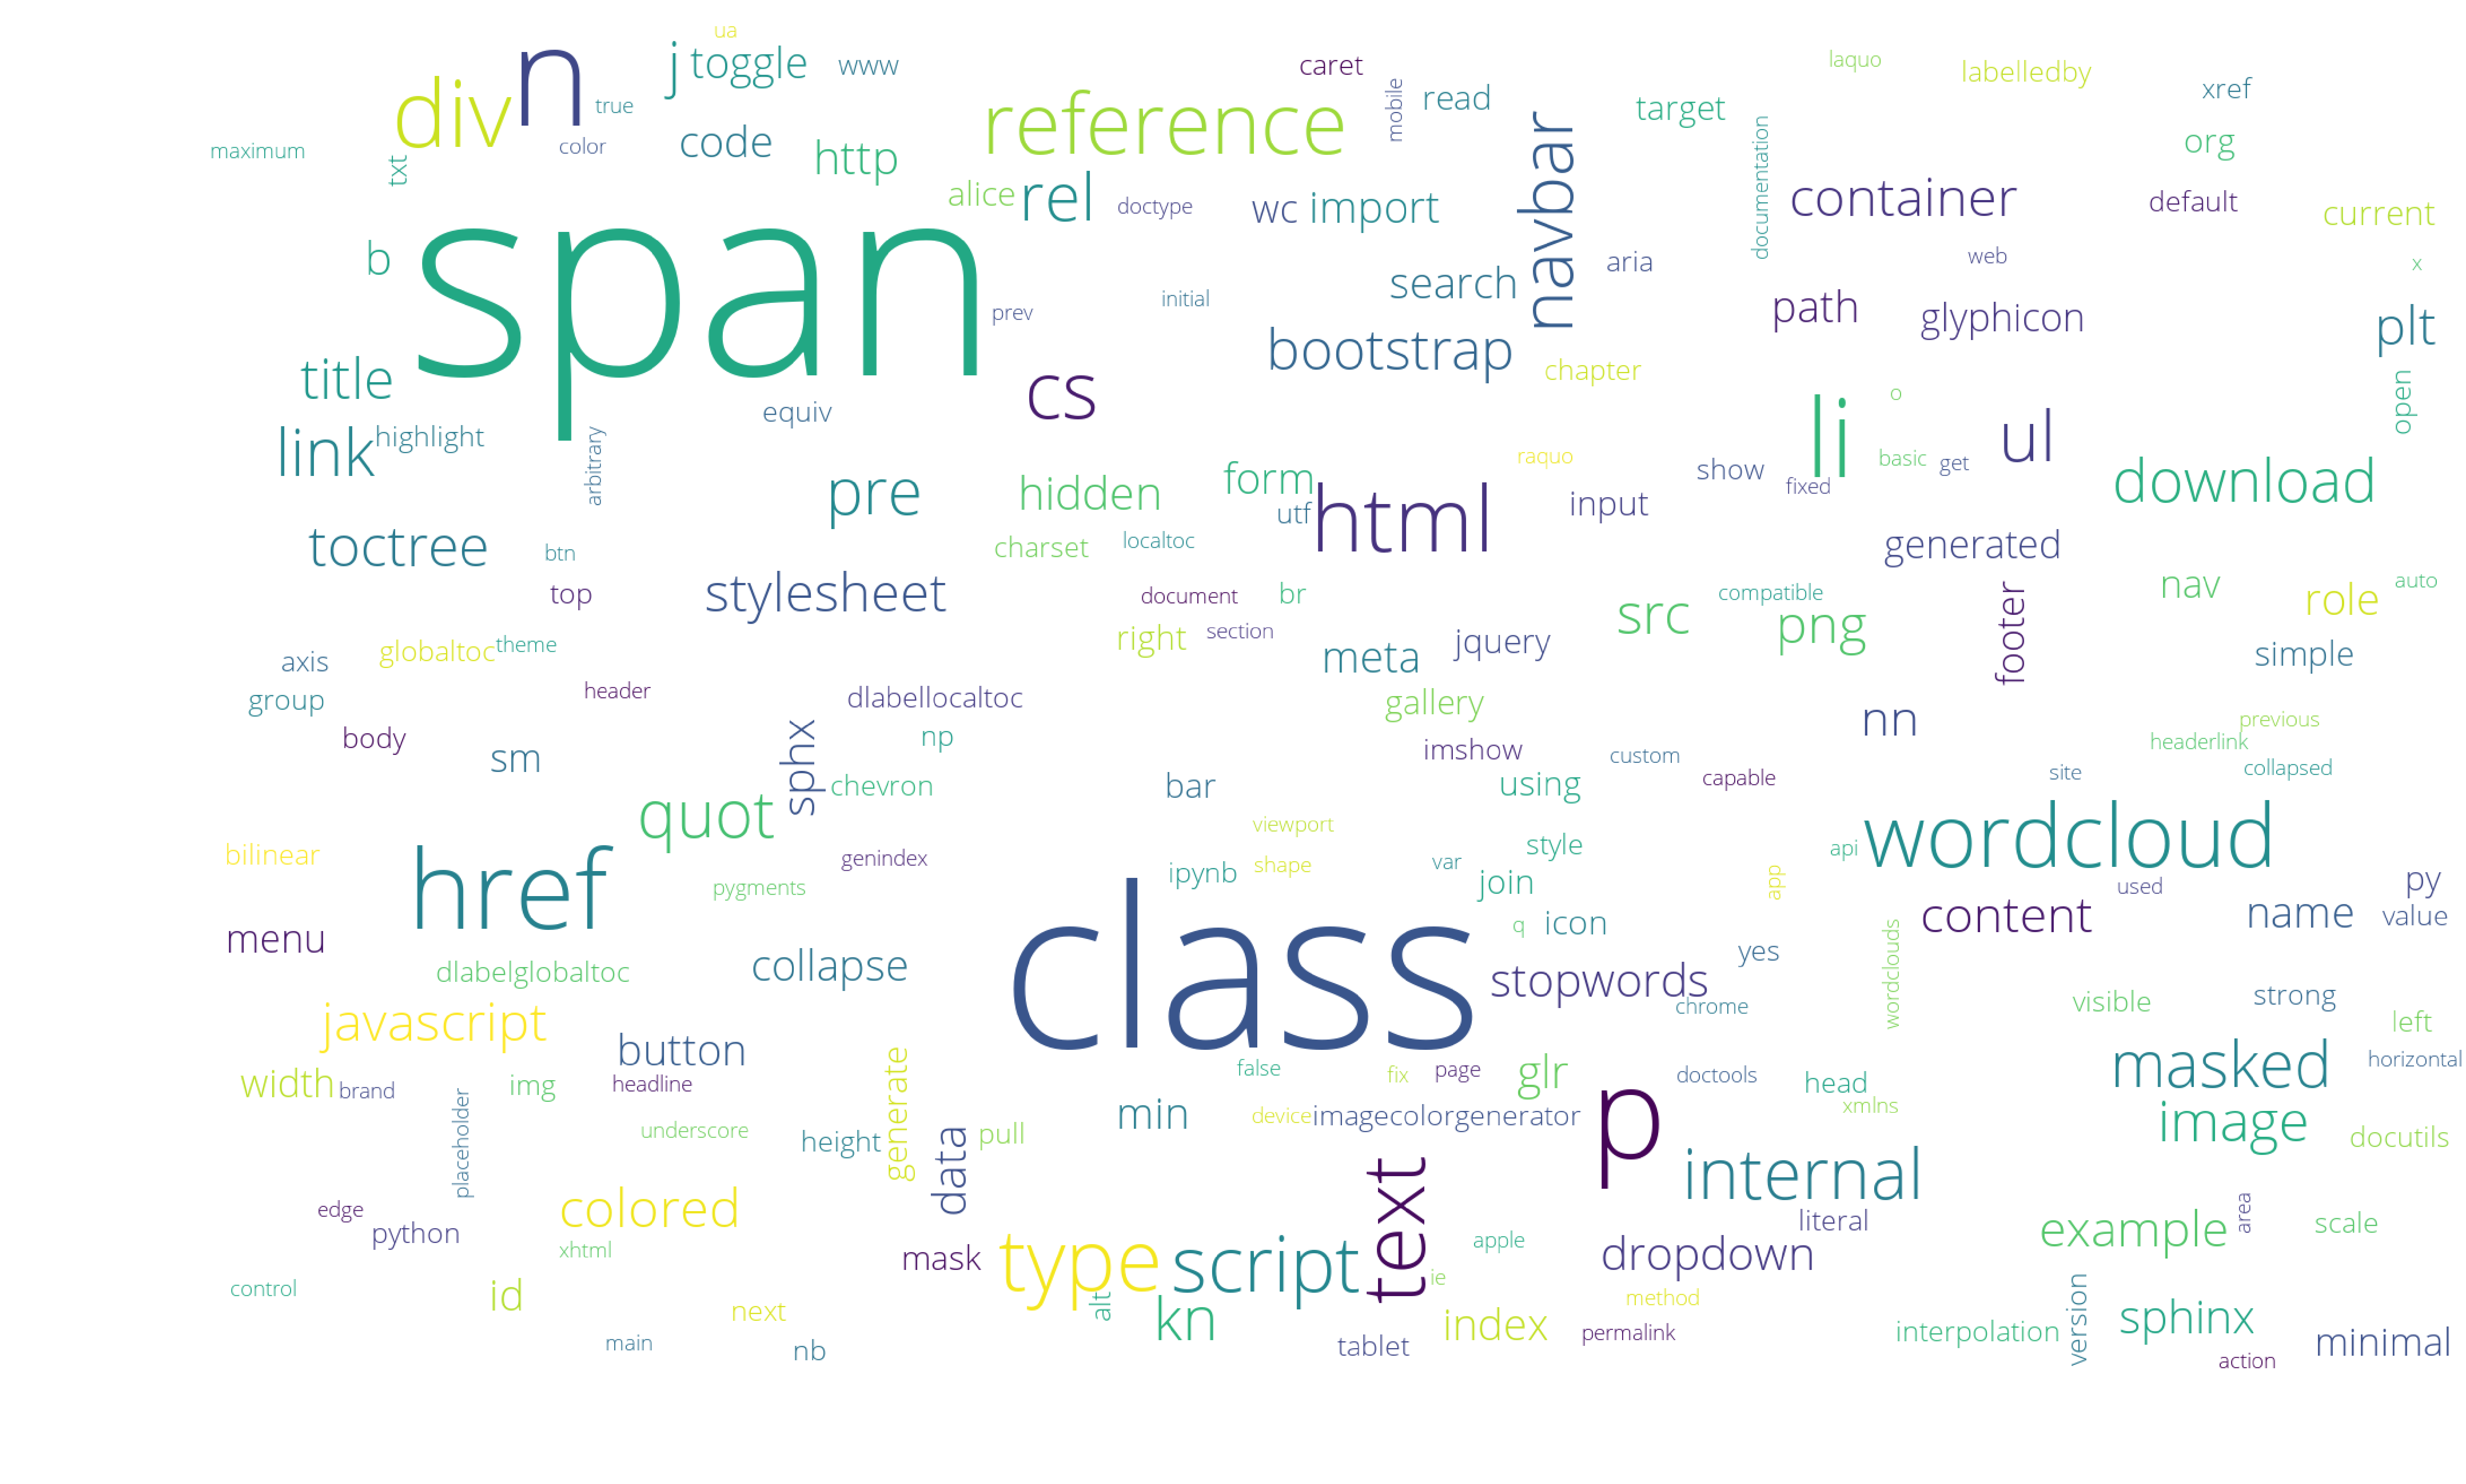 ua
n
j
toggle
www
caret
laquo
labelledby
div
true
reference
mobile
read
target
xref
maximum
txt
color
code
http
navbar
documentation
org
alice
rel
doctype
wc
import
container
default
current
b
span
search
aria
web
x
prev
initial
path
glyphicon
plt
title
bootstrap
chapter
open
equiv
cs
o
link
highlight
arbitrary
raquo
show
li
basic
get
ul
pre
hidden
form
utf
html
input
fixed
download
toctree
btn
charset
localtoc
generated
top
stylesheet
document
br
src
compatible
nav
role
auto
globaltoc
theme
right
section
meta
jquery
png
footer
simple
axis
group
header
dlabellocaltoc
gallery
nn
previous
body
sm
sphx
np
imshow
custom
headerlink
collapsed
chevron
bar
using
capable
site
quot
viewport
wordcloud
bilinear
href
genindex
ipynb
shape
var
style
api
pygments
join
app
used
py
menu
class
q
icon
content
name
value
dlabelglobaltoc
collapse
stopwords
yes
wordclouds
javascript
chrome
visible
strong
left
button
width
brand
img
headline
generate
false
fix
page
glr
doctools
head
masked
horizontal
placeholder
underscore
height
data
pull
min
device
imagecolorgenerator
p
xmlns
image
docutils
edge
python
colored
text
internal
literal
example
area
scale
xhtml
mask
type
script
apple
dropdown
control
id
next
alt
kn
ie
index
method
permalink
interpolation
version
sphinx
minimal
main
nb
tablet
action